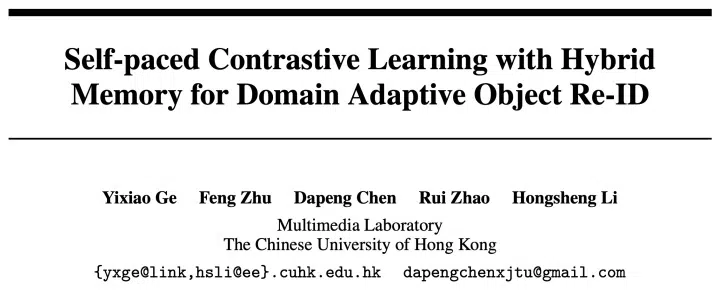 Self-paced Contrastive Learning with Hybrid
Memory for Domain Adaptive Object Re-ID
Yixiao Ge Feng Zhu Dapeng Chen Rui Zhao Hongsheng Li
Multimedia Laboratory
The Chinese University of Hong Kong
{yxge@link,hsli@ee}.cuhk.edu.hk dapengchenxjtu@gmail.com